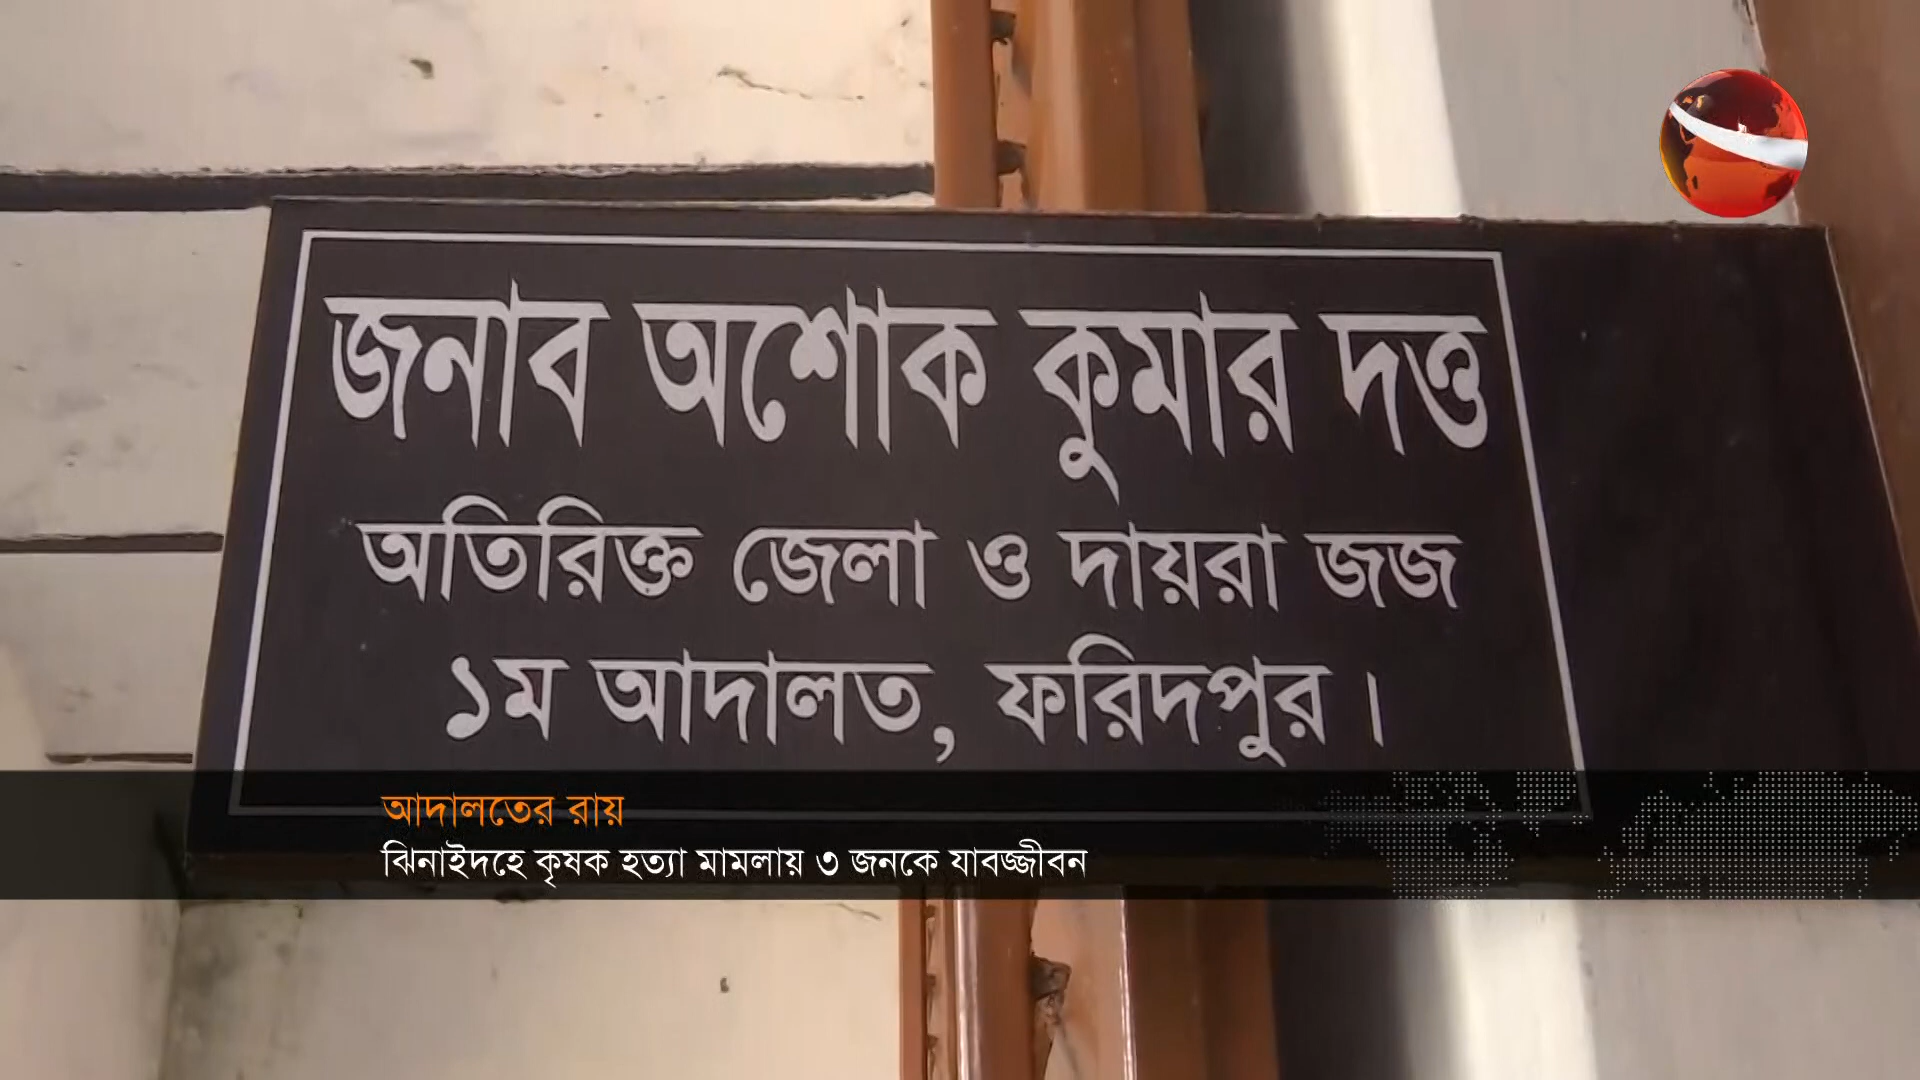 জনাব অশোক কুমার দত্ত
অতিরিক্ত জেলা ও দায়রা জজ
১ম আদালত, ফরিদপুর।
আদালতের রায়
ঝিনাইদহে কৃষক হত্যা মামলায় ৩ জনকে যাবজ্জীবন